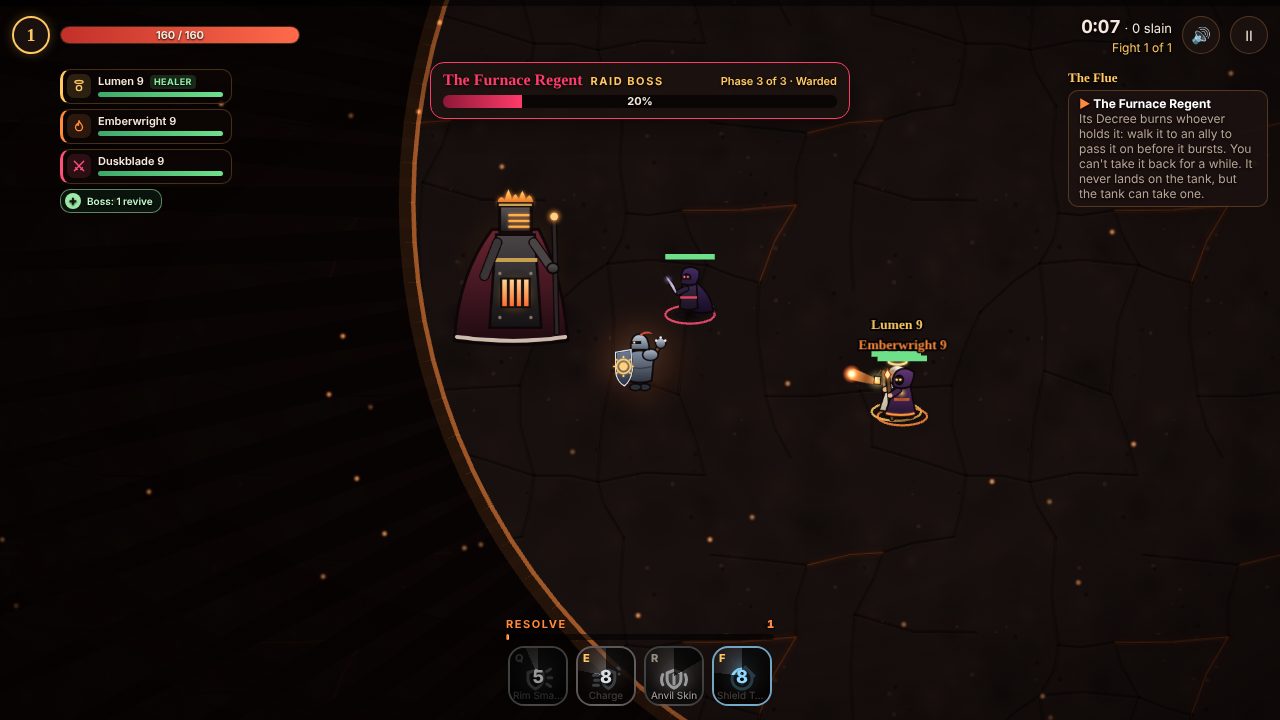 1
160 / 160
Lumen 9 HEALER
Emberwright 9
Duskblade 9
Boss: 1 revive
The Furnace Regent RAID BOSS Phase 3 of 3 · Warded
20%
0:07 · 0 slain
Fight 1 of 1
The Flue
The Furnace Regent
Its Decree burns whoever
holds it: walk it to an ally to
pass it on before it bursts. You
can't take it back for a while. It
never lands on the tank, but
the tank can take one.
Lumen 9
Emberwright 9
RESOLVE 1
Q E R F
5 8 8
Rim Sma... Charge Anvil Skin Shield T...